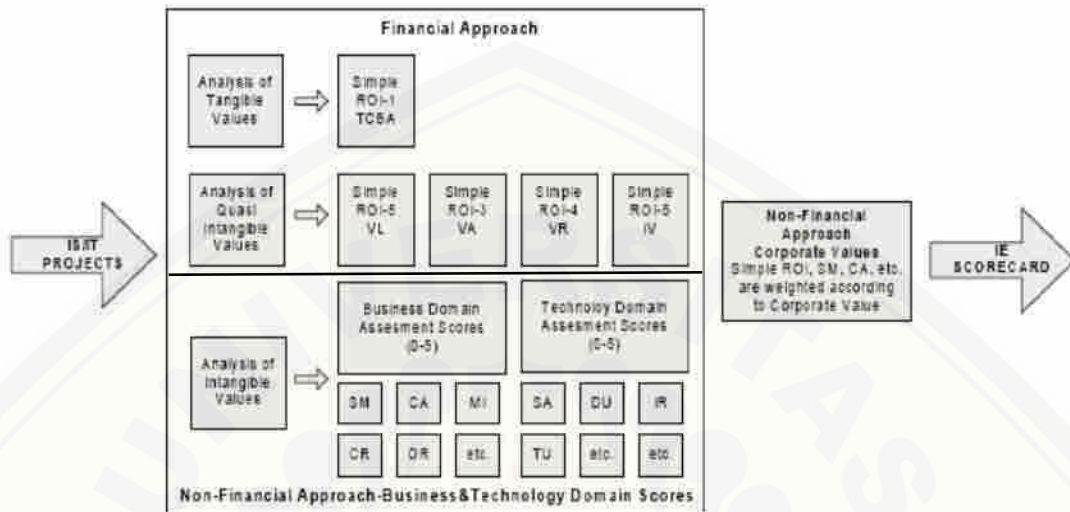 Financial Approach
Analysis of
Tangible
Values
Simple
ROI-1
TCBA
Analysis of
Quasi
Intangible
Values
Simple
ROI-5
VL
Simple
ROI-3
VA
Simple
ROI-4
VR
Simple
ROI-5
IV
IS/IT
PROJECTS
Non-Financial
Approach
Corporate Values
Simple ROI, SM, CA, etc.
are weighted according
to Corporate Value
IE
SCORECARD
Business Domain
Assesment Scores
(0-5)
Technoloy Domain
Assesment Scores
(0-5)
Analysis of
Intangible
Values
SM
CA
MI
SA
DU
IR
CR
OR
etc.
TU
etc.
etc.
Non-Financial Approach-Business&Technology Domain Scores
UNIVERSITAS